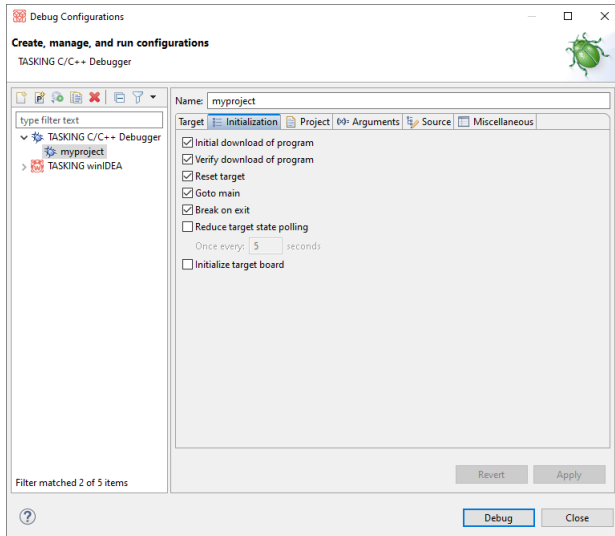 Debug Configurations
Create, manage, and run configurations
TASKING C/C++ Debugger
type filter text
TASKING C/C++ Debugger
myproject
TASKING winIDEA
Filter matched 2 of 5 items
Name: myproject
Target Initialization Project (x)= Arguments Source Miscellaneous
Initial download of program
Verify download of program
Reset target
Goto main
Break on exit
Reduce target state polling
Once every: 5 seconds
Initialize target board
Revert Apply
? Debug Close